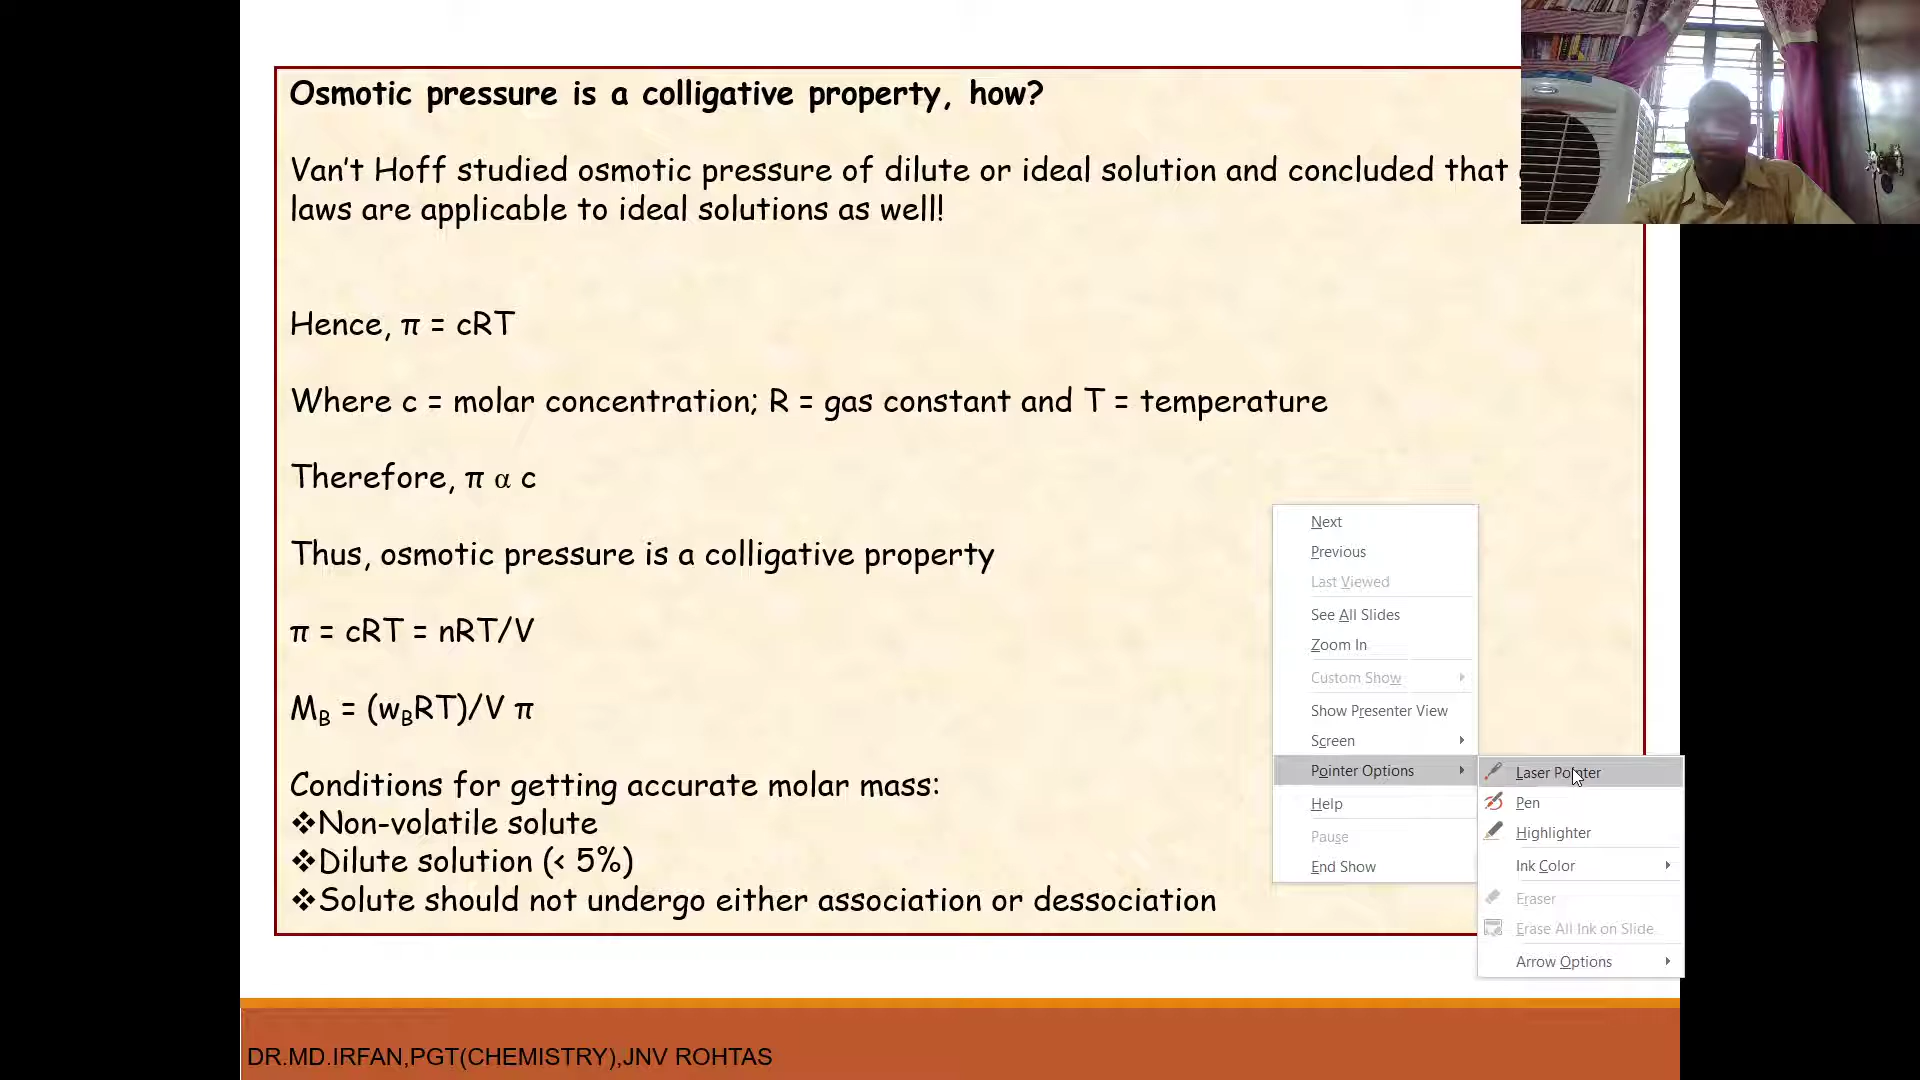 Osmotic pressure is a colligative property, how?
Van't Hoff studied osmotic pressure of dilute or ideal solution and concluded that
laws are applicable to ideal solutions as well!
Hence, π = cRT
Where c = molar concentration; R = gas constant and T = temperature
Therefore, π α c
Thus, osmotic pressure is a colligative property
π = cRT = nRT/V
M_B = (w_BRT)/V π
Conditions for getting accurate molar mass:
❖Non-volatile solute
❖Dilute solution (< 5%)
❖Solute should not undergo either association or dessociation
Next
Previous
Last Viewed
See All Slides
Zoom In
Custom Show
Show Presenter View
Screen
Pointer Options
Help
Pause
End Show
Laser Pointer
Pen
Highlighter
Ink Color
Eraser
Erase All Ink on Slide
Arrow Options
DR.MD.IRFAN,PGT(CHEMISTRY),JNV ROHTAS